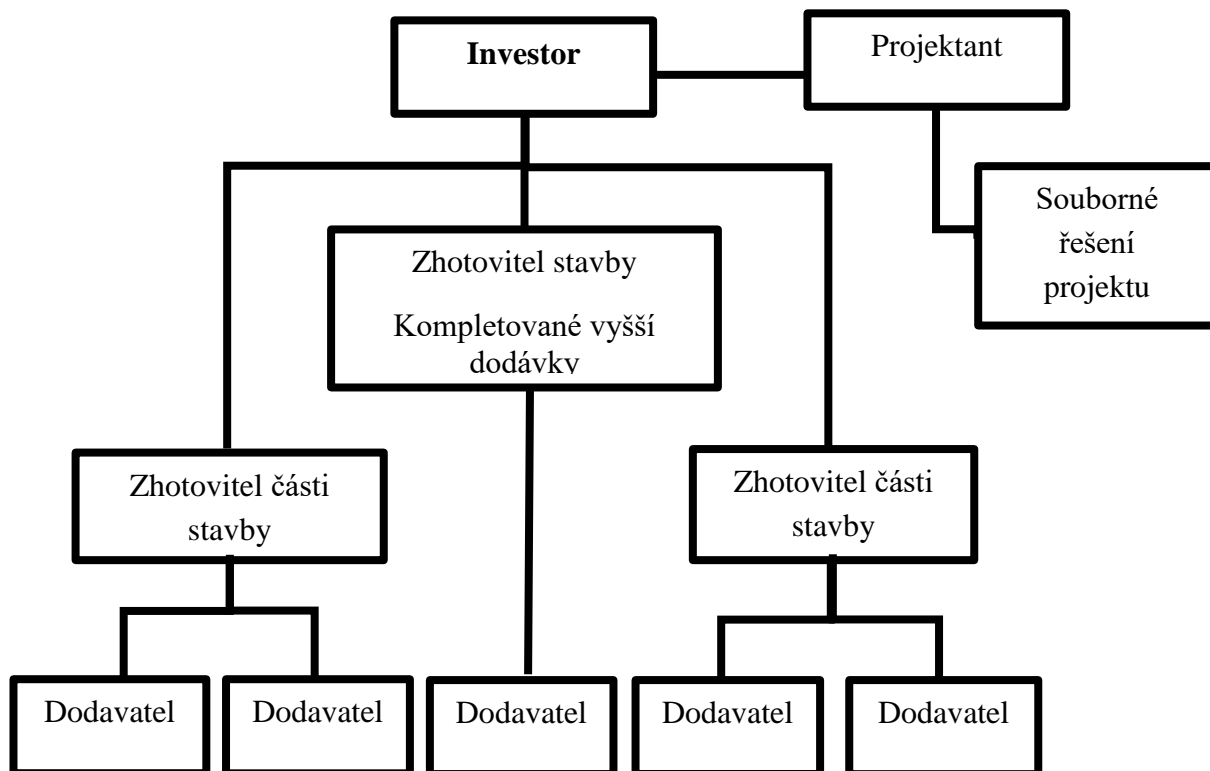 Investor
Projektant
Souborné
řešení
projektu
Zhotovitel stavby
Kompletované vyšší
dodávky
Zhotovitel části
stavby
Zhotovitel části
stavby
Dodavatel
Dodavatel
Dodavatel
Dodavatel
Dodavatel